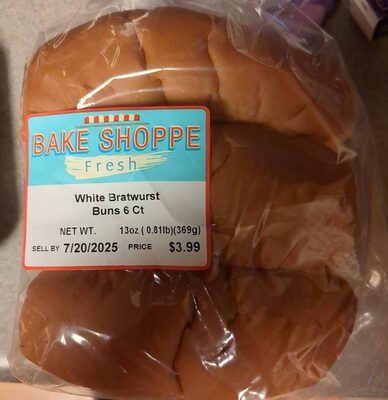 BAKE SHOPPE
Fresh
White Bratwurst
Buns 6 Ct
NET WT. 13oz ( 0.81lb)(369g)
SELL BY 7/20/2025 PRICE $3.99